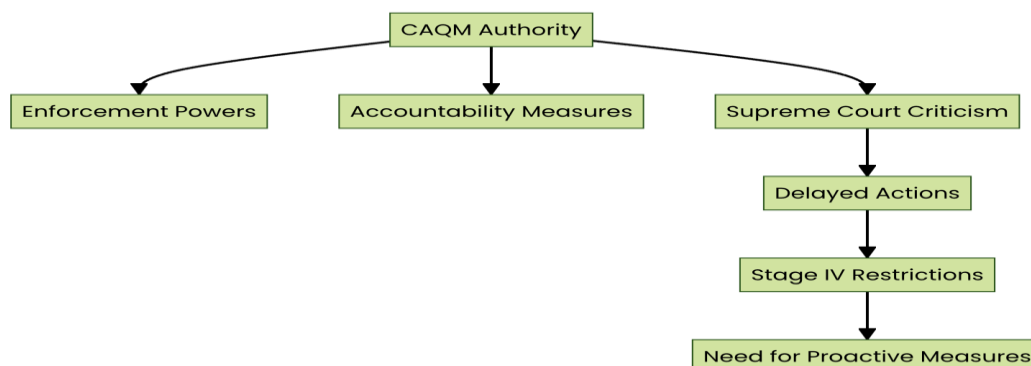 CAQM Authority
Enforcement Powers
Accountability Measures
Supreme Court Criticism
Delayed Actions
Stage IV Restrictions
Need for Proactive Measures